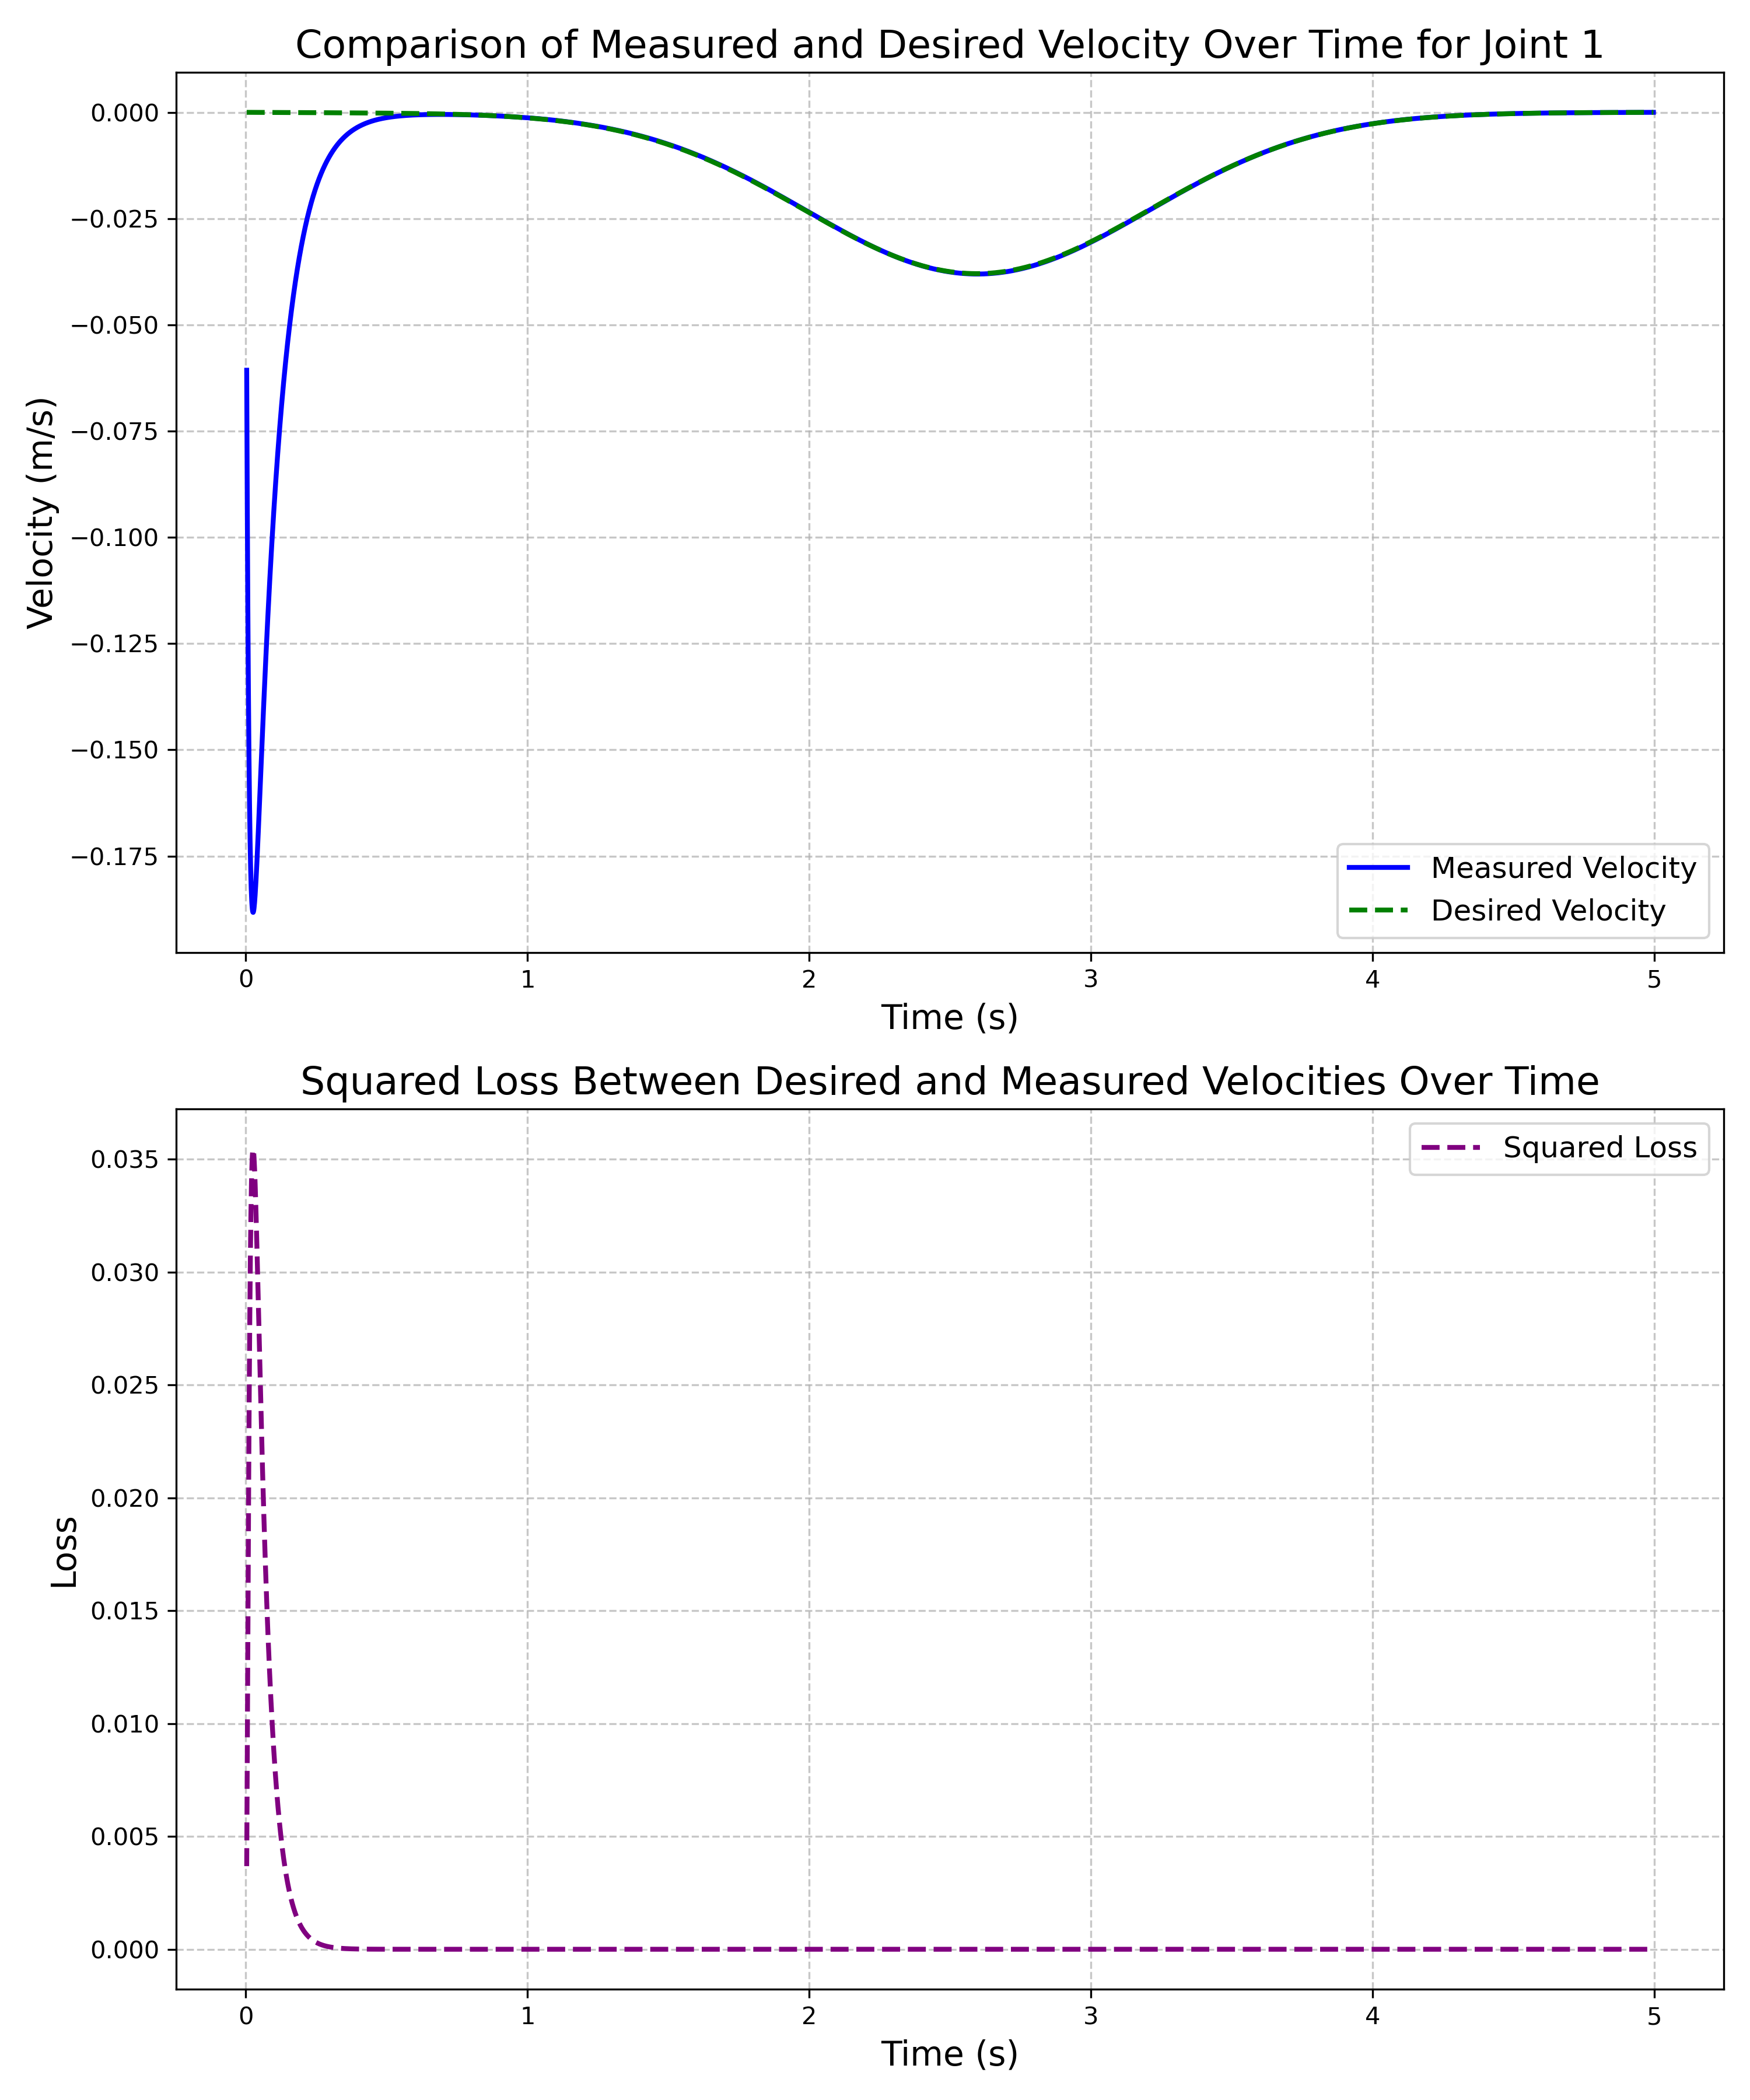 Comparison of Measured and Desired Velocity Over Time for Joint 1
Velocity (m/s)
0.000
−0.025
−0.050
−0.075
−0.100
−0.125
−0.150
−0.175
Measured Velocity
Desired Velocity
0 1 2 3 4 5
Time (s)
Squared Loss Between Desired and Measured Velocities Over Time
Loss
Squared Loss
0.035
0.030
0.025
0.020
0.015
0.010
0.005
0.000
0 1 2 3 4 5
Time (s)